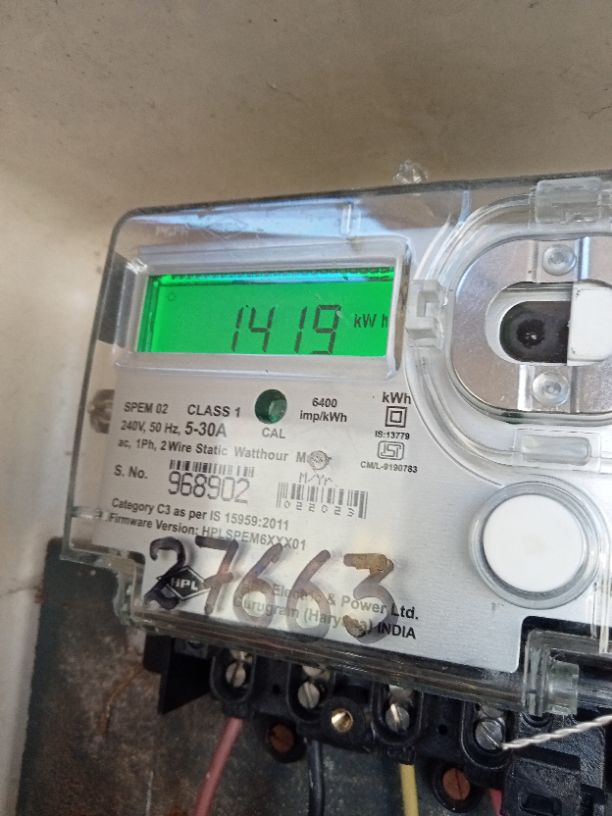 1419 kWh
SPEM 02 CLASS 1
240V, 50 Hz, 5-30A
CAL
6400
imp/kWh
kWh
IS:13779
CM/L-9190783
ac, 1Ph, 2Wire Static Watthour
S. No. 968902
M/Yr.
022023
Category C3 as per IS 15959:2011
Firmware Version: HPLSPEM6XXX01
27663
HPL
& Power Ltd.
INDIA